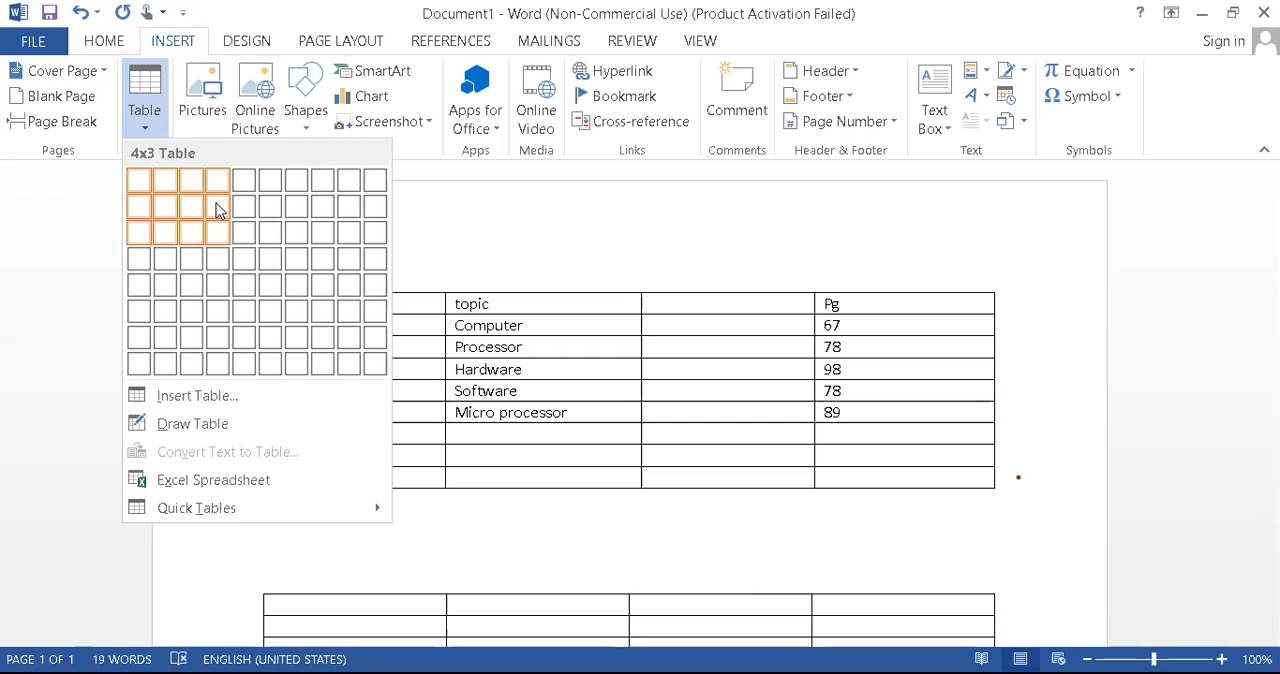 Document1 - Word (Non-Commercial Use) (Product Activation Failed)
?
FILE HOME INSERT DESIGN PAGE LAYOUT REFERENCES MAILINGS REVIEW VIEW Sign in
Cover Page
Blank Page
Page Break
Pages
Table
Pictures
Online Pictures
Shapes
SmartArt
Chart
Screenshot
Apps for Office
Apps
Online Video
Media
Hyperlink
Bookmark
Cross-reference
Links
Comment
Comments
Header
Footer
Page Number
Header & Footer
Text Box
Text
Equation
Symbol
Symbols
4x3 Table
Insert Table...
Draw Table
Convert Text to Table...
Excel Spreadsheet
Quick Tables
topic Pg
Computer 67
Processor 78
Hardware 98
Software 78
Micro processor 89
PAGE 1 OF 1 19 WORDS ENGLISH (UNITED STATES) 100%